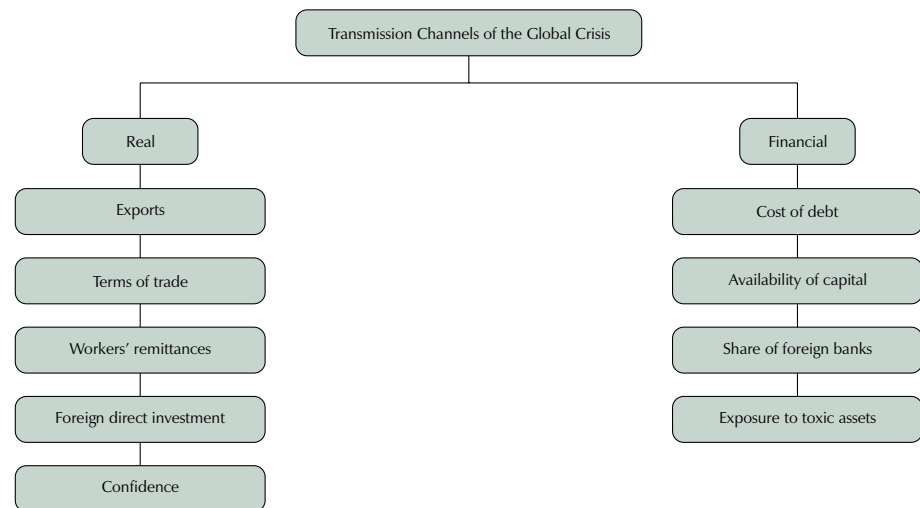 Transmission Channels of the Global Crisis
Real
Exports
Terms of trade
Workers’ remittances
Foreign direct investment
Confidence
Financial
Cost of debt
Availability of capital
Share of foreign banks
Exposure to toxic assets